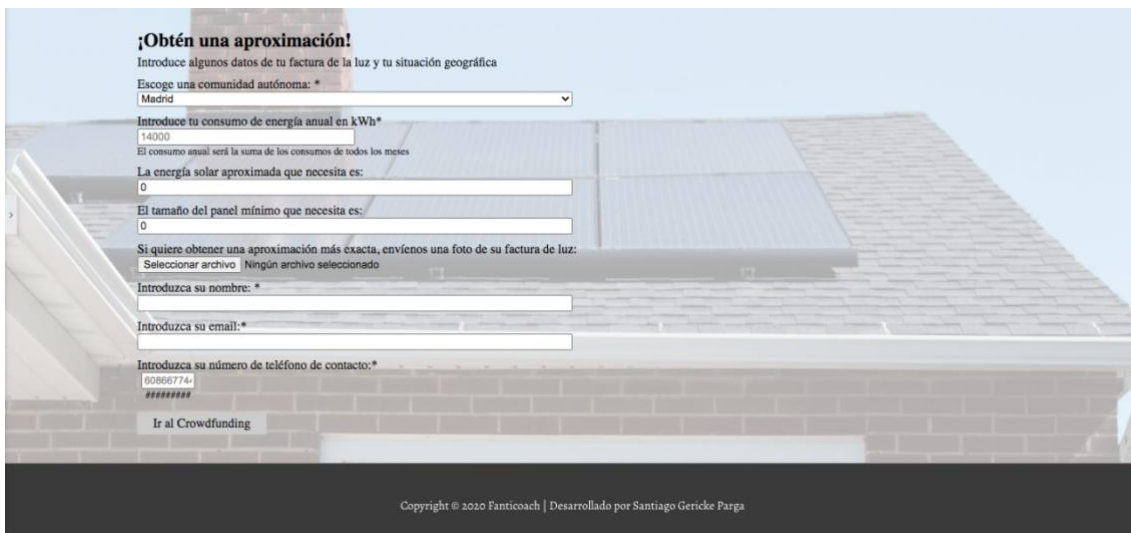 ¡Obtén una aproximación!
Introduce algunos datos de tu factura de la luz y tu situación geográfica
Escoge una comunidad autónoma: *
Madrid
Introduce tu consumo de energía anual en kWh*
14000
El consumo anual será la suma de los consumos de todos los meses
La energía solar aproximada que necesita es:
0
El tamaño del panel mínimo que necesita es:
0
Si quiere obtener una aproximación más exacta, envíenos una foto de su factura de luz:
Seleccionar archivo Ningún archivo seleccionado
Introduzca su nombre: *
Introduzca su email:*
Introduzca su número de teléfono de contacto:*
60866774
#########
Ir al Crowdfunding
Copyright © 2020 Fanticoach | Desarrollado por Santiago Gericke Parga